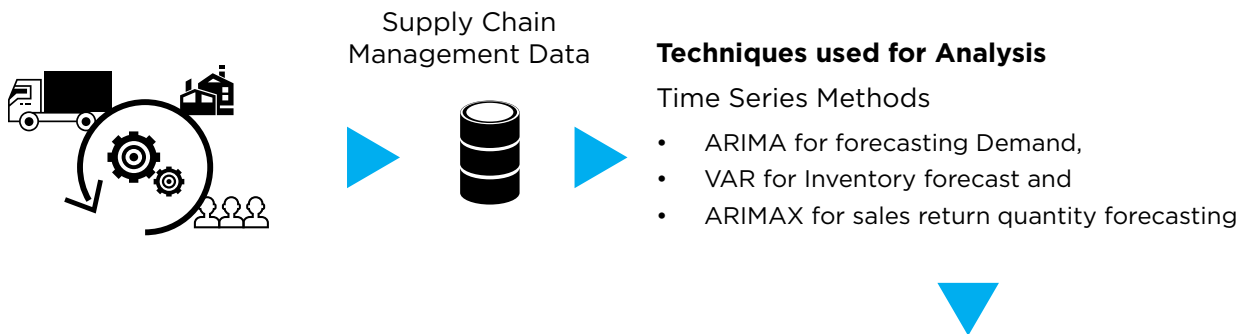 Supply Chain
Management Data
Techniques used for Analysis
Time Series Methods
• ARIMA for forecasting Demand,
• VAR for Inventory forecast and
• ARIMAX for sales return quantity forecasting